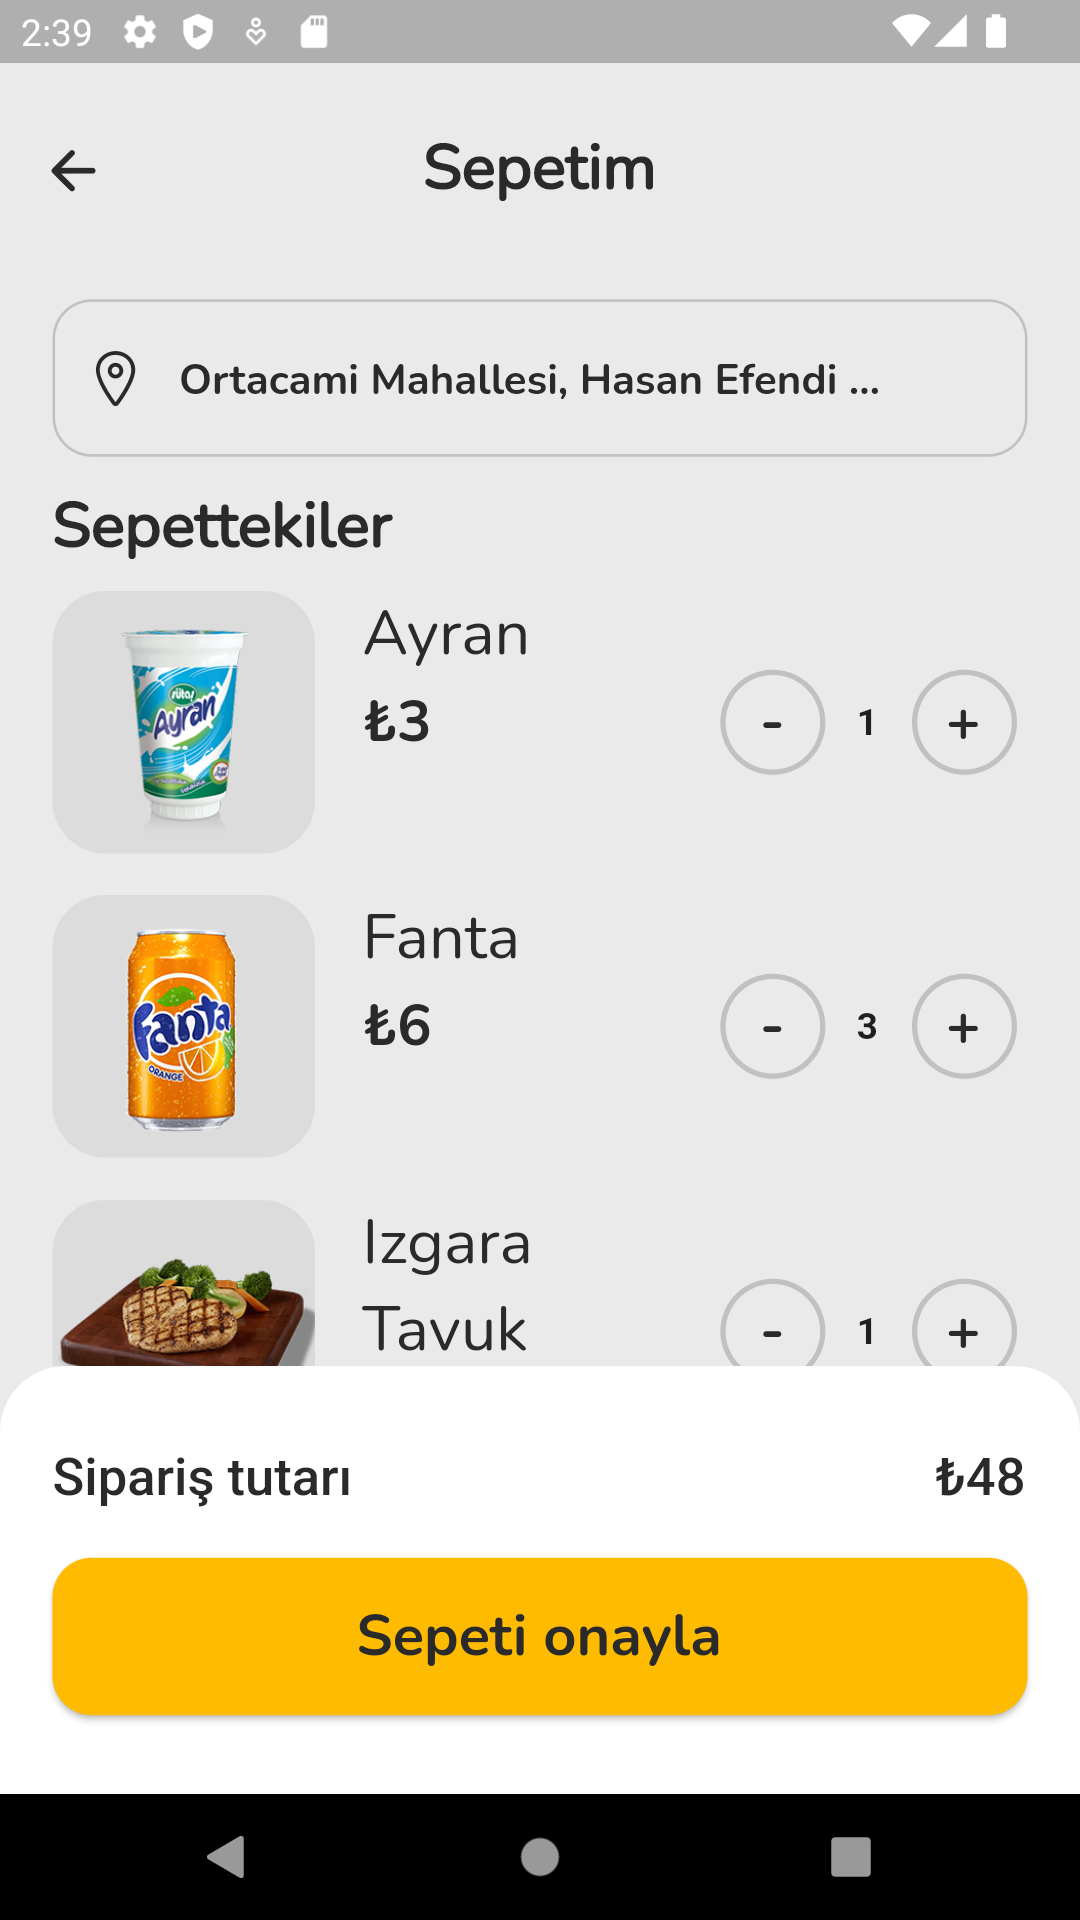 2:39
Sepetim
Ortacami Mahallesi, Hasan Efendi ...
Sepettekiler
Ayran
₺3
- 1 +
sütaş
Ayran
Fanta
₺6
- 3 +
Fanta
ORANGE
Izgara
Tavuk
- 1 +
Sipariş tutarı ₺48
Sepeti onayla